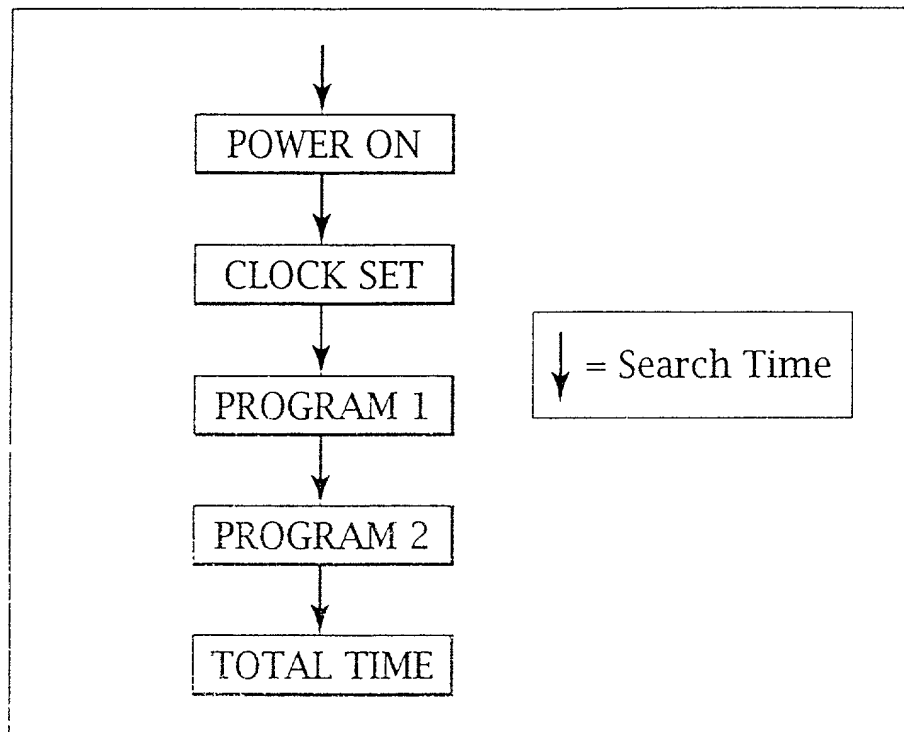 POWER ON
CLOCK SET
= Search Time
PROGRAM 1
PROGRAM 2
TOTAL TIME